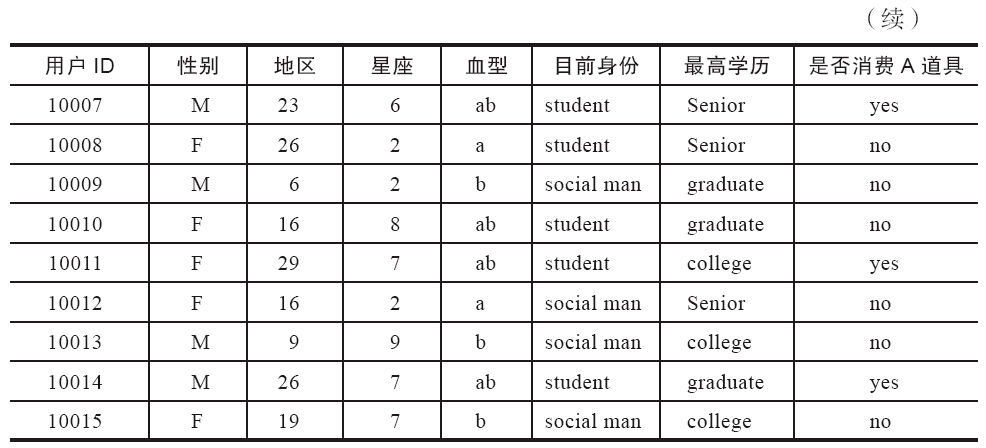 （续）
用户 ID 性别 地区 星座 血型 目前身份 最高学历 是否消费 A 道具
10007 M 23 6 ab student Senior yes
10008 F 26 2 a student Senior no
10009 M 6 2 b social man graduate no
10010 F 16 8 ab student graduate no
10011 F 29 7 ab student college yes
10012 F 16 2 a social man Senior no
10013 M 9 9 b social man college no
10014 M 26 7 ab student graduate yes
10015 F 19 7 b social man college no